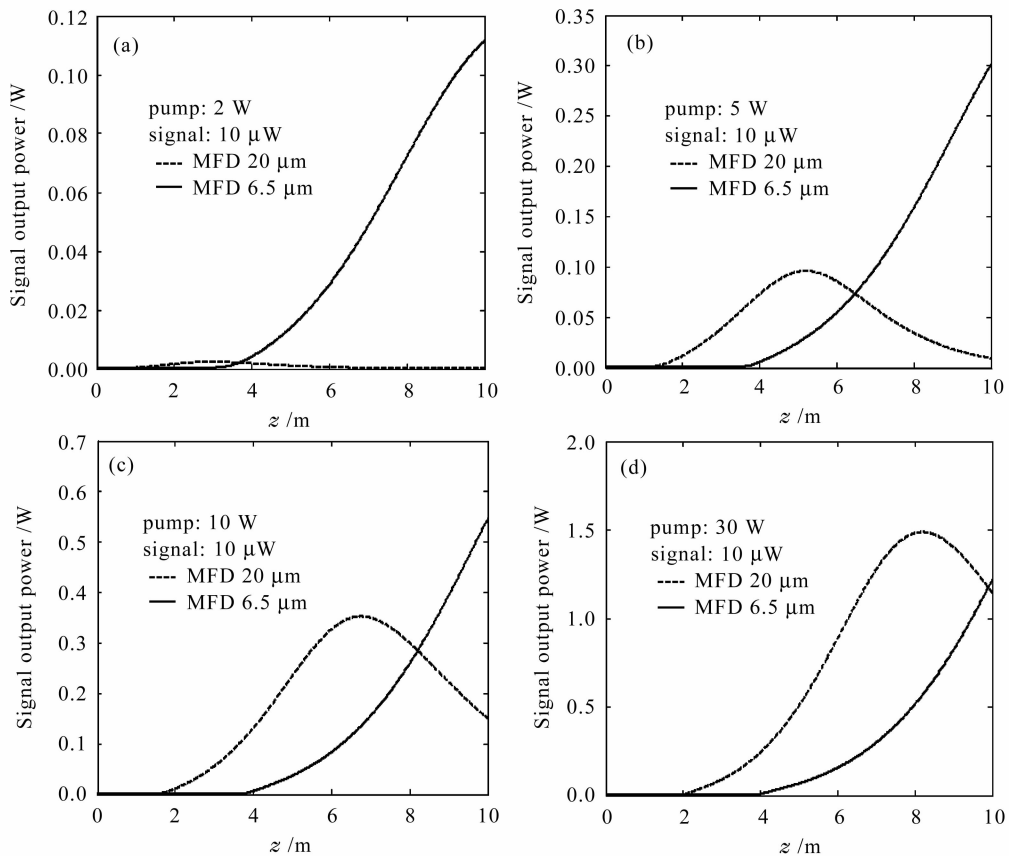 (a)
pump: 2 W
signal: 10 μW
MFD 20 μm
MFD 6.5 μm
Signal output power /W
0.12
0.10
0.08
0.06
0.04
0.02
0.00
0 2 4 6 8 10
z /m
(b)
pump: 5 W
signal: 10 μW
MFD 20 μm
MFD 6.5 μm
Signal output power /W
0.35
0.30
0.25
0.20
0.15
0.10
0.05
0.00
0 2 4 6 8 10
z /m
(c)
pump: 10 W
signal: 10 μW
MFD 20 μm
MFD 6.5 μm
Signal output power /W
0.7
0.6
0.5
0.4
0.3
0.2
0.1
0.0
0 2 4 6 8 10
z /m
(d)
pump: 30 W
signal: 10 μW
MFD 20 μm
MFD 6.5 μm
Signal output power /W
2.0
1.5
1.0
0.5
0.0
0 2 4 6 8 10
z /m